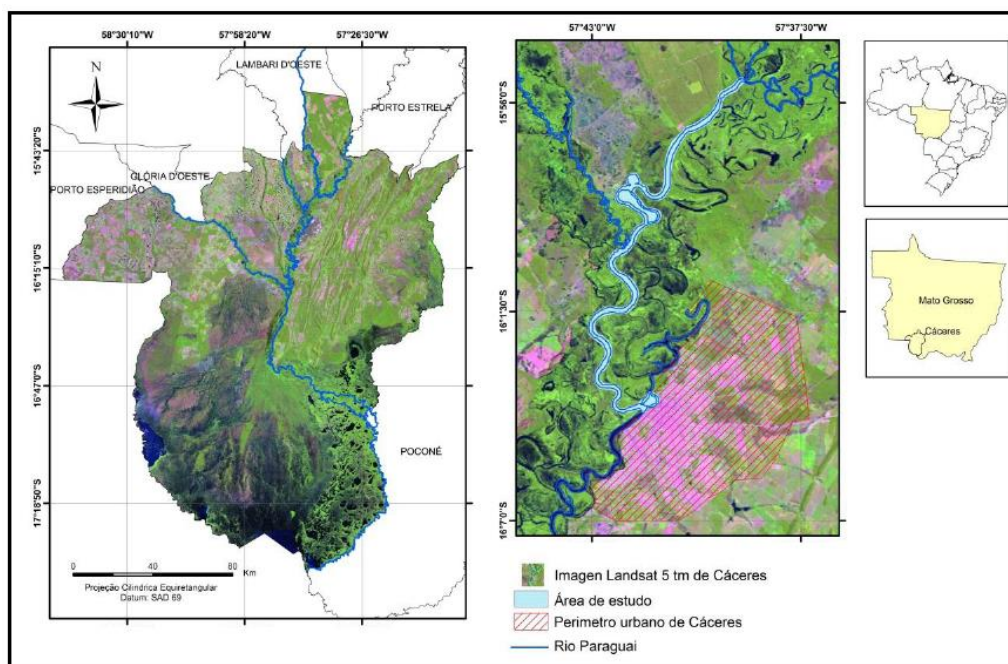 58°30'10"W
57°58'20"W
57°26'30"W
LAMBARI D'OESTE
N
PORTO ESTRELA
15°43'20"S
GLÓRIA D'OESTE
PORTO ESPERIDIÃO
16°15'10"S
16°47'0"S
POCONÉ
17°18'50"S
0 20 40 80
Km
Projeção Cilíndrica Equiretangular
Datum: SAD 69
57°43'0"W
57°37'30"W
15°56'0"S
16°1'30"S
16°7'0"S
Mato Grosso
Cáceres
Imagen Landsat 5 tm de Cáceres
Área de estudo
Perimetro urbano de Cáceres
Rio Paraguai